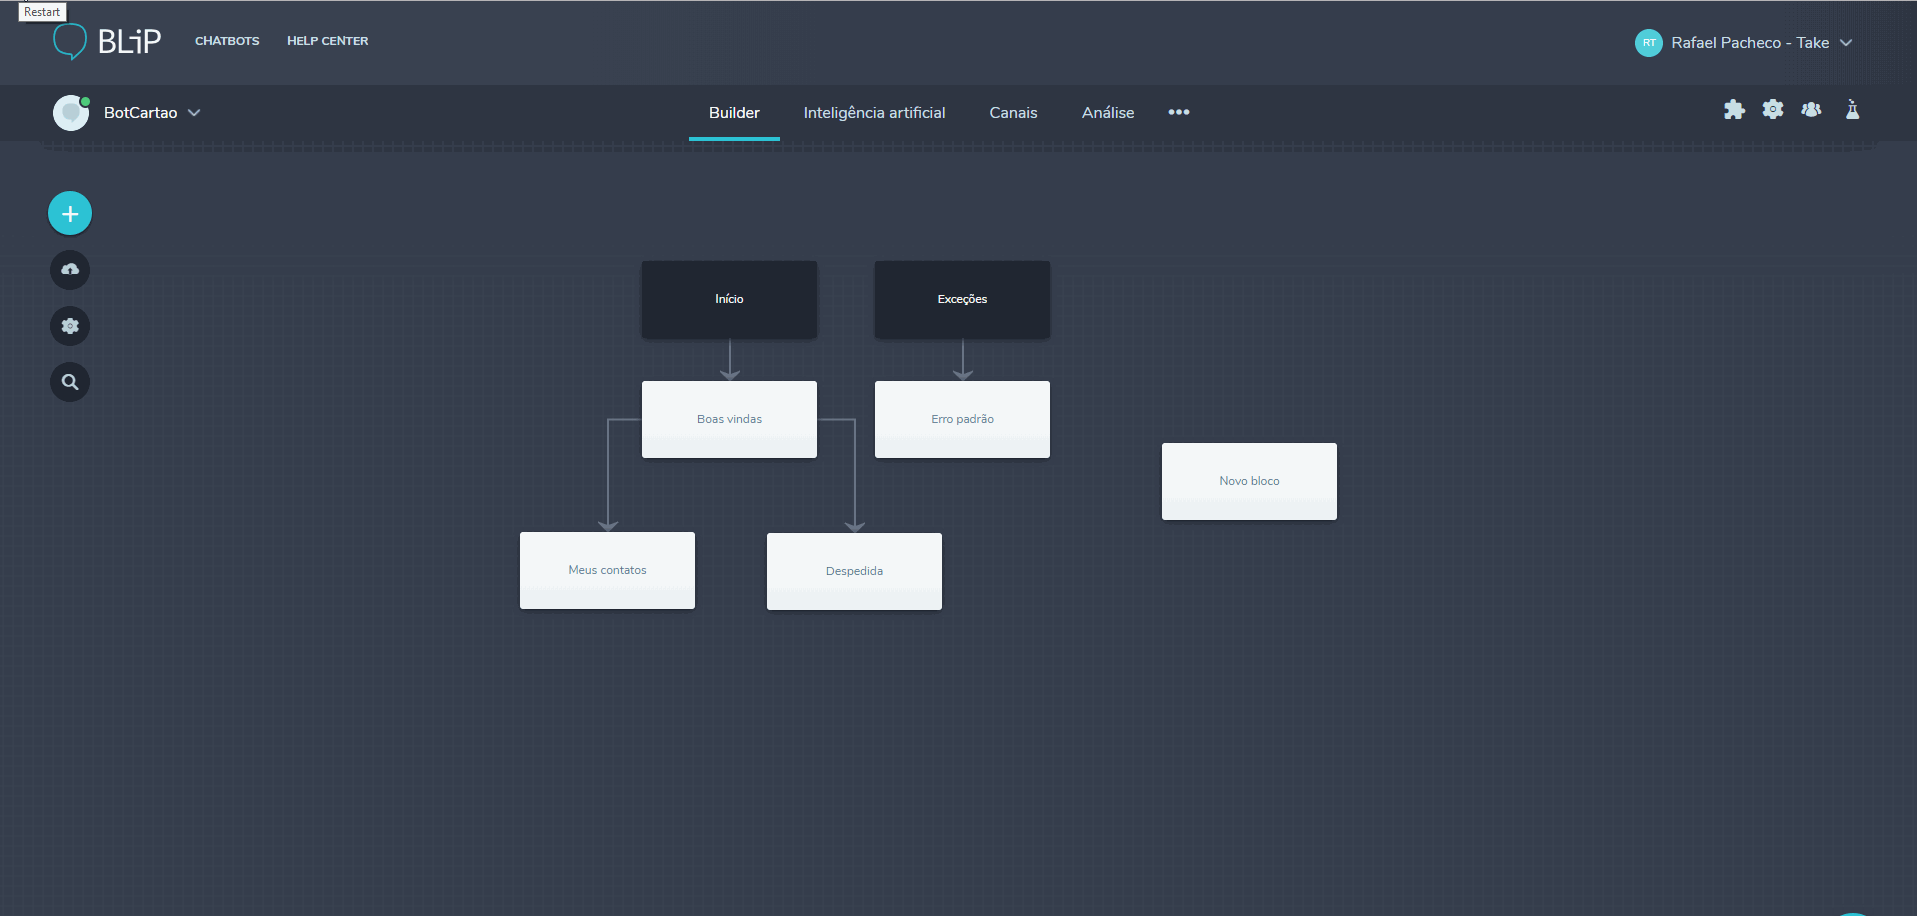 Restart
BLiP
CHATBOTS
HELP CENTER
RT
Rafael Pacheco - Take
BotCartao
Builder
Inteligência artificial
Canais
Análise
Início
Exceções
Boas vindas
Erro padrão
Novo bloco
Meus contatos
Despedida